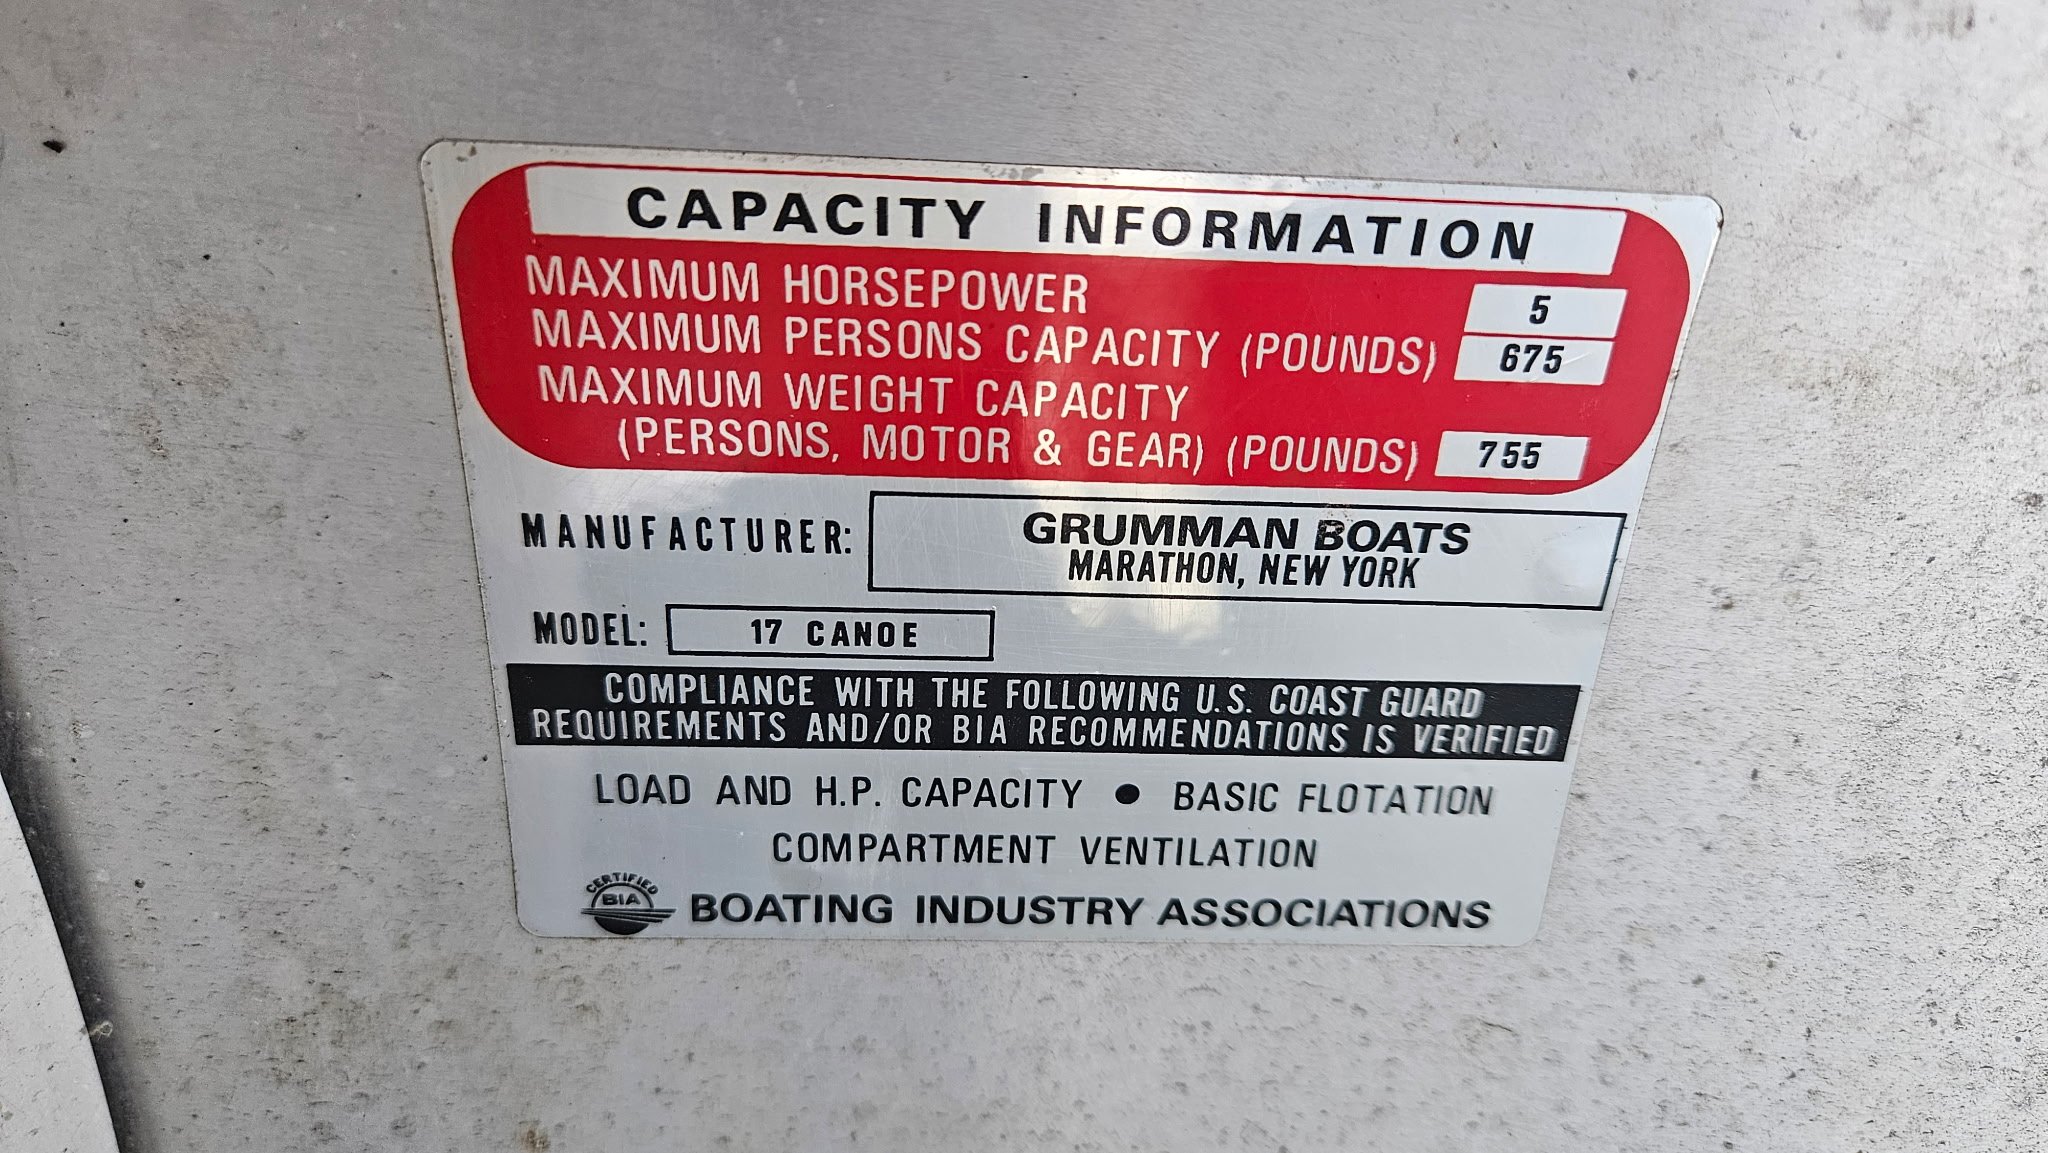 CAPACITY INFORMATION
MAXIMUM HORSEPOWER 5
MAXIMUM PERSONS CAPACITY (POUNDS) 675
MAXIMUM WEIGHT CAPACITY
(PERSONS, MOTOR & GEAR) (POUNDS) 755
MANUFACTURER: GRUMMAN BOATS
MARATHON, NEW YORK
MODEL: 17 CANOE
COMPLIANCE WITH THE FOLLOWING U.S. COAST GUARD
REQUIREMENTS AND/OR BIA RECOMMENDATIONS IS VERIFIED
LOAD AND H.P. CAPACITY • BASIC FLOTATION
COMPARTMENT VENTILATION
CERTIFIED
BIA
BOATING INDUSTRY ASSOCIATIONS